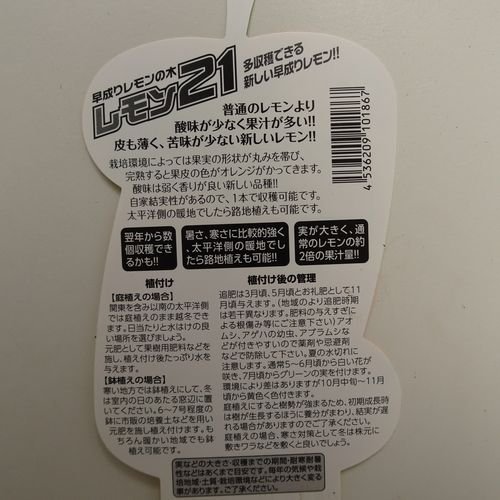 早成りレモンの木
レモン21
多収穫できる
新しい早成りレモン!!
普通のレモンより
酸味が少なく果汁が多い!!
皮も薄く、苦味が少ない新しいレモン!!
栽培環境によっては果実の形状が丸みを帯び、
完熟すると果皮の色がオレンジがかってきます。
酸味は弱く香りが良い新しい品種!!
自家結実性があるので、1本で収穫可能です。
太平洋側の暖地でしたら路地植えも可能です。
4 536209 101867
翌年から数
個収穫でき
るかも!!
暑さ、寒さに比較的強く
、太平洋側の暖地でし
たら路地植えも可能!!
実が大きく、通
常のレモンの約
2倍の果汁量!!
植付け
【庭植えの場合】
関東を含み以南の太平洋側
では庭植えのまま越冬でき
ます。日当たりと水はけの良
い場所を選びましょう。
元肥として果樹用肥料などを
施し、植え付け後たっぷり水
を与えます。
【鉢植えの場合】
寒い地方では鉢植えにして、冬
は室内の日のあたる窓辺に置
いてください。6~7号程度の
鉢に市販の培養土などを用い
元肥を施し植え付けます。も
ちろん暖かい地域でも鉢植
え可能です。
植付け後の管理
追肥は3月頃、5月頃とお礼肥として11
月頃与えます。(地域のより追肥時期
は若干異なります。肥料の与えすぎに
よる根傷み等にご注意下さい)アオ
ムシ、アゲハの幼虫、アブラムシな
どが付きやすいので薬剤や忌避剤
などで防除して下さい。夏の水切れに
注意します。通常5~6月頃から白い花が
咲き、7月頃からグリーンの実を付けます。
環境により差はありますが10月中旬~11月
頃から黄色く色付きます。
庭植えにすると樹勢が強まるため、初期成長時
は樹が生長するほうに養分がまわり、結実が遅
れる場合がありますのでご了承ください。
庭植えの場合、寒さ対策として冬は株元に
敷きワラなどを敷くと良いでしょう。
実などの大きさ・収穫までの期間・耐寒耐暑
性などはあくまで目安です。毎年の気候や栽
培地域・土質・栽培環境などにより大きく変る
事があります。ご了承ください。